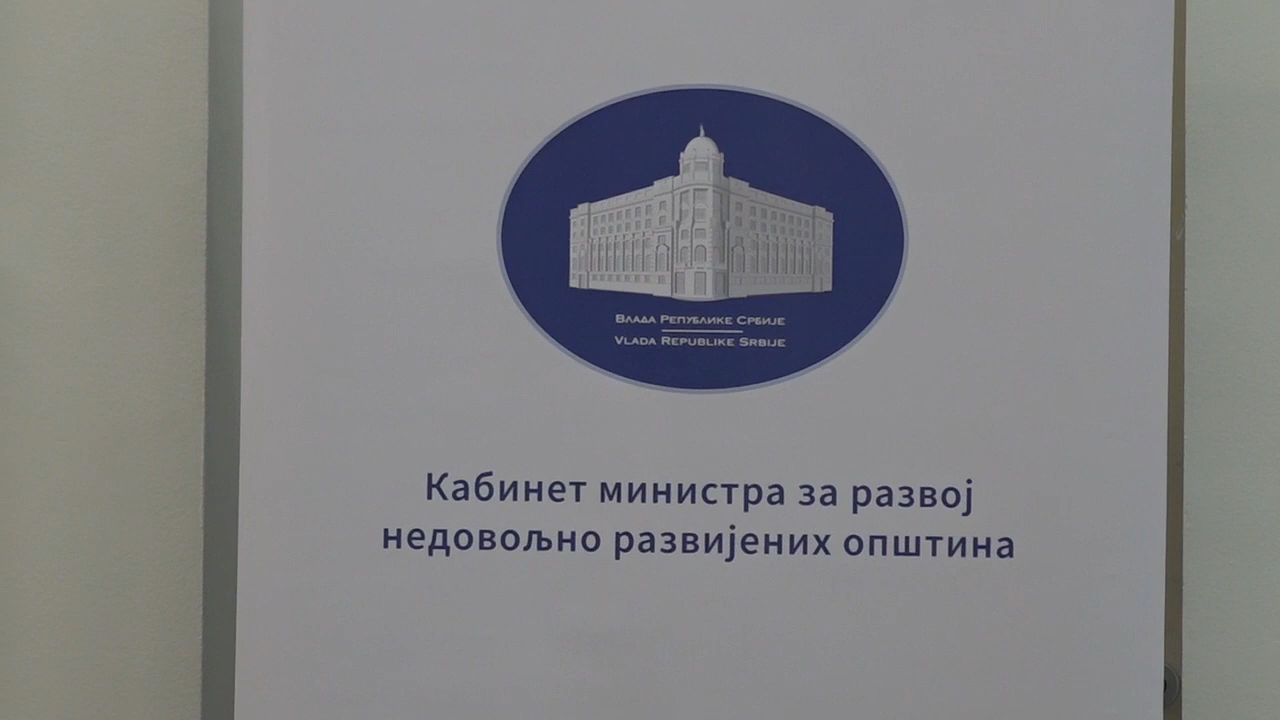 Влада Републике Србије
Vlada Republike Srbije
Кабинет министра за развој
недовољно развијених општина